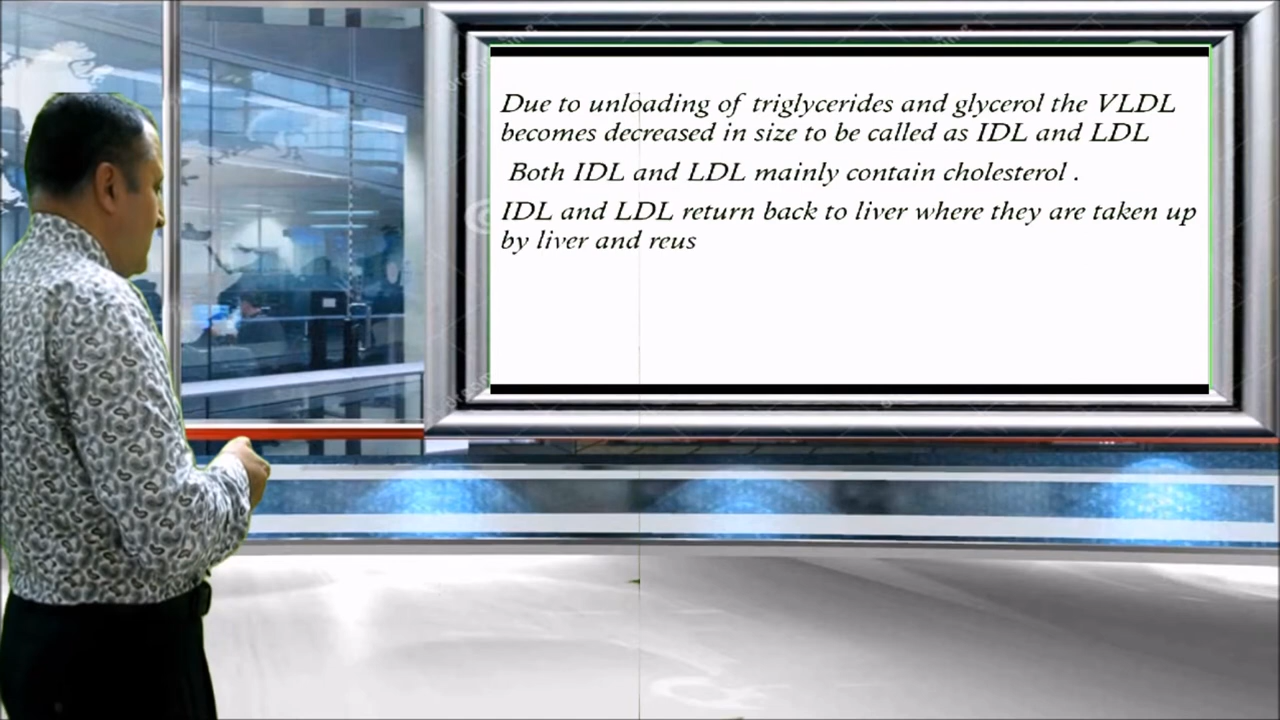 Due to unloading of triglycerides and glycerol the VLDL
becomes decreased in size to be called as IDL and LDL
Both IDL and LDL mainly contain cholesterol .
IDL and LDL return back to liver where they are taken up
by liver and reus